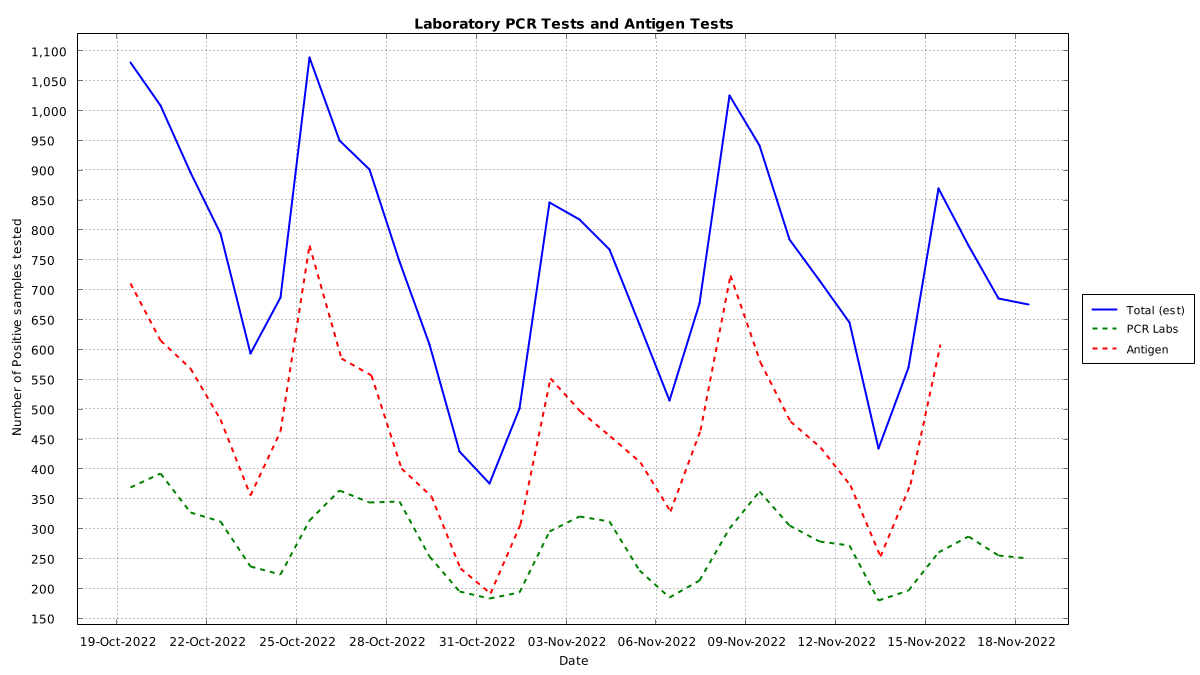 Laboratory PCR Tests and Antigen Tests
1,100
1,050
1,000
950
900
850
800
750
700
650
600
550
500
450
400
350
300
250
200
150
Number of Positive samples tested
19-Oct-2022 22-Oct-2022 25-Oct-2022 28-Oct-2022 31-Oct-2022 03-Nov-2022 06-Nov-2022 09-Nov-2022 12-Nov-2022 15-Nov-2022 18-Nov-2022
Date
Total (est)
PCR Labs
Antigen